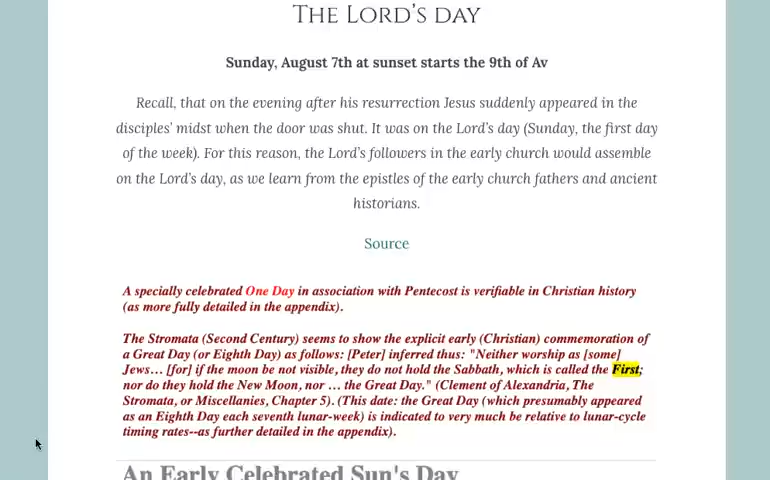 The Lord's day
Sunday, August 7th at sunset starts the 9th of Av
Recall, that on the evening after his resurrection Jesus suddenly appeared in the
disciples' midst when the door was shut. It was on the Lord's day (Sunday, the first day
of the week). For this reason, the Lord's followers in the early church would assemble
on the Lord's day, as we learn from the epistles of the early church fathers and ancient
historians.
Source
A specially celebrated One Day in association with Pentecost is verifiable in Christian history
(as more fully detailed in the appendix).
The Stromata (Second Century) seems to show the explicit early (Christian) commemoration of
a Great Day (or Eighth Day) as follows: [Peter] inferred thus: "Neither worship as [some]
Jews... [for] if the moon be not visible, they do not hold the Sabbath, which is called the First;
nor do they hold the New Moon, nor ... the Great Day." (Clement of Alexandria, The
Stromata, or Miscellanies, Chapter 5). (This date: the Great Day (which presumably appeared
as an Eighth Day each seventh lunar-week) is indicated to very much be relative to lunar-cycle
timing rates--as further detailed in the appendix).
An Early Celebrated Sun's Day